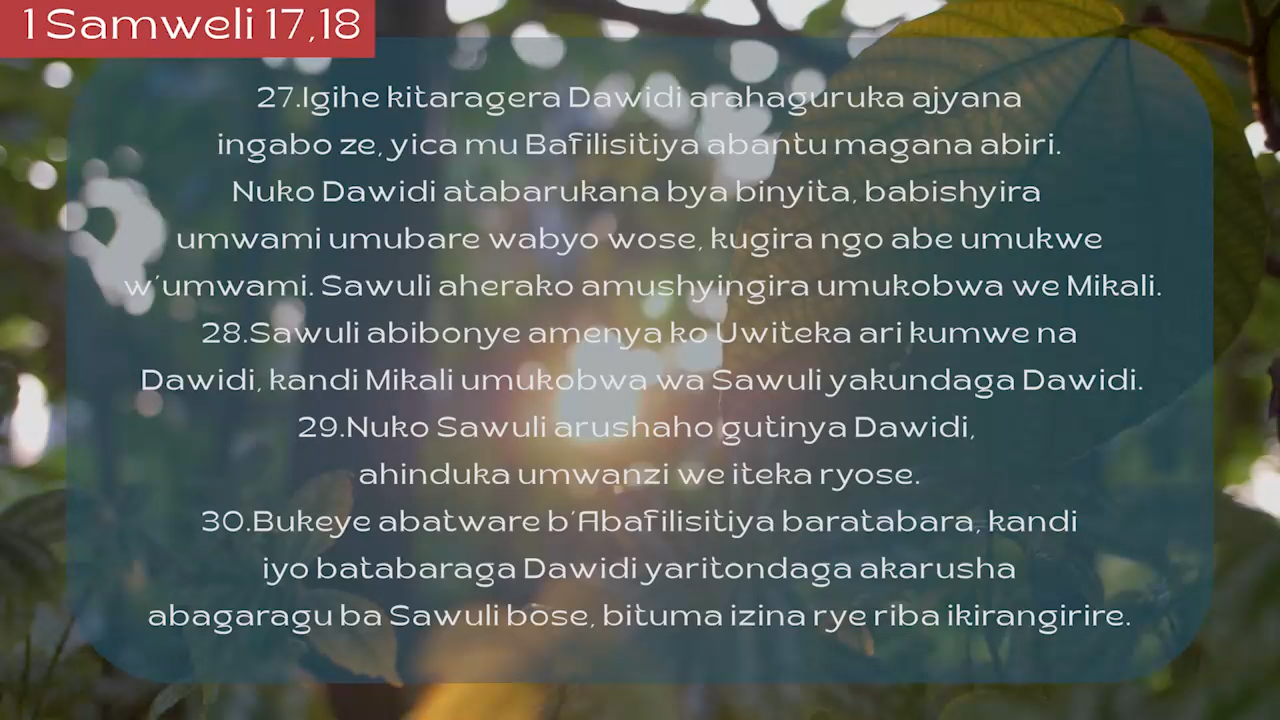 1 Samweli 17,18
27.Igihe kitaragera Dawidi arahaguruka ajyana
ingabo ze, yica mu Bafilisitiya abantu magana abiri.
Nuko Dawidi atabarukana bya binyita, babishyira
umwami umubare wabyo wose, kugira ngo abe umukwe
w'umwami. Sawuli aherako amushyingira umukobwa we Mikali.
28.Sawuli abibonye amenya ko Uwiteka ari kumwe na
Dawidi, kandi Mikali umukobwa wa Sawuli yakundaga Dawidi.
29.Nuko Sawuli arushaho gutinya Dawidi,
ahinduka umwanzi we iteka ryose.
30.Bukeye abatware b'Abafilisitiya baratabara, kandi
iyo batabaraga Dawidi yaritondaga akarusha
abagaragu ba Sawuli bose, bituma izina rye riba ikirangirire.